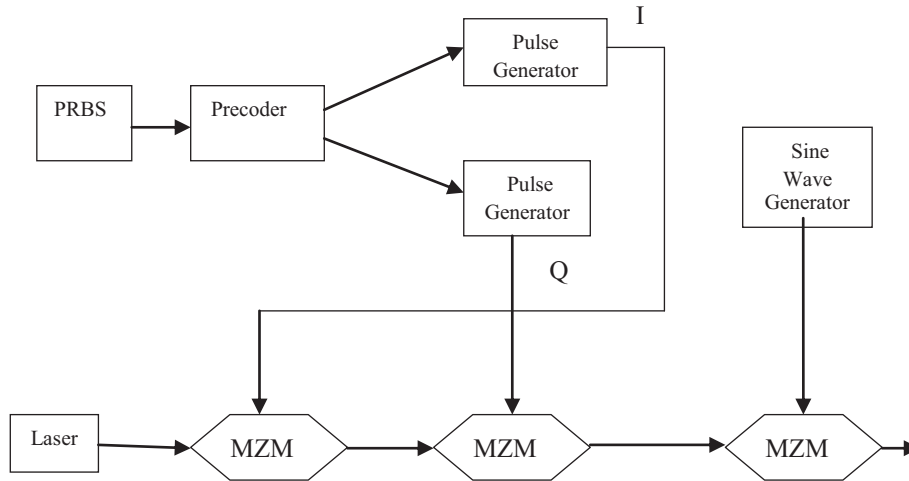 I
Pulse
Generator
PRBS
Precoder
Sine
Wave
Generator
Pulse
Generator
Q
Laser
MZM
MZM
MZM